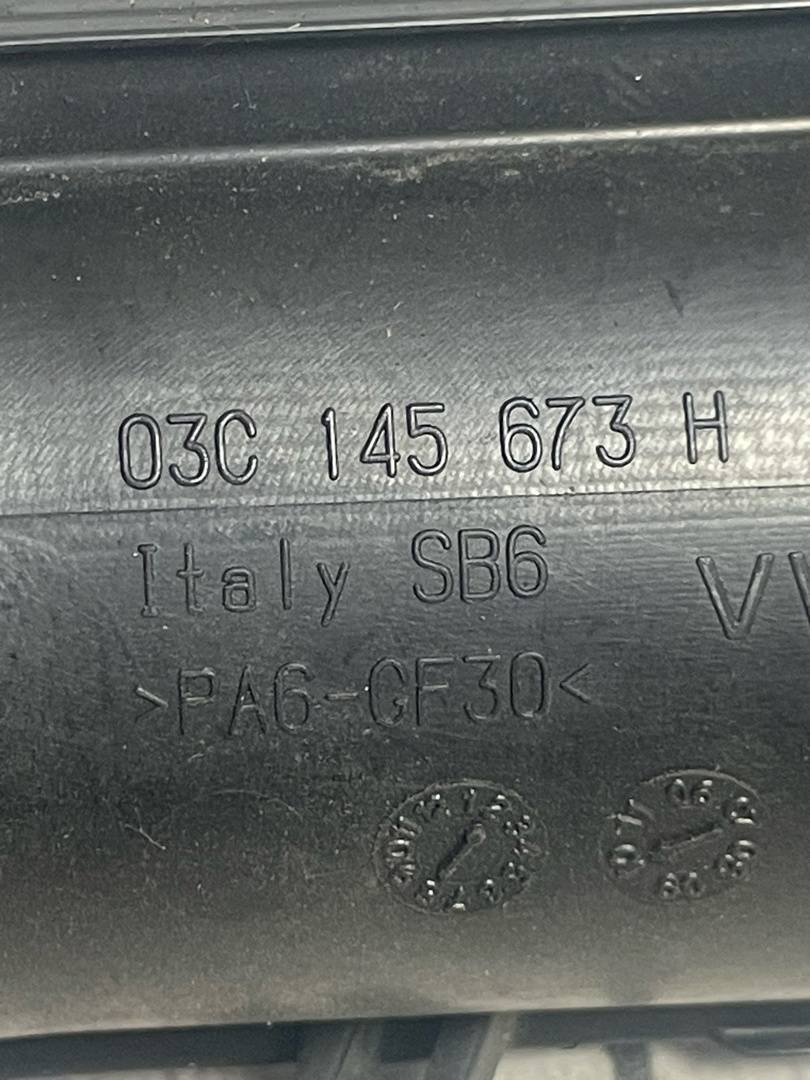 03C 145 673 H
Italy SB6
>PA6-GF30<